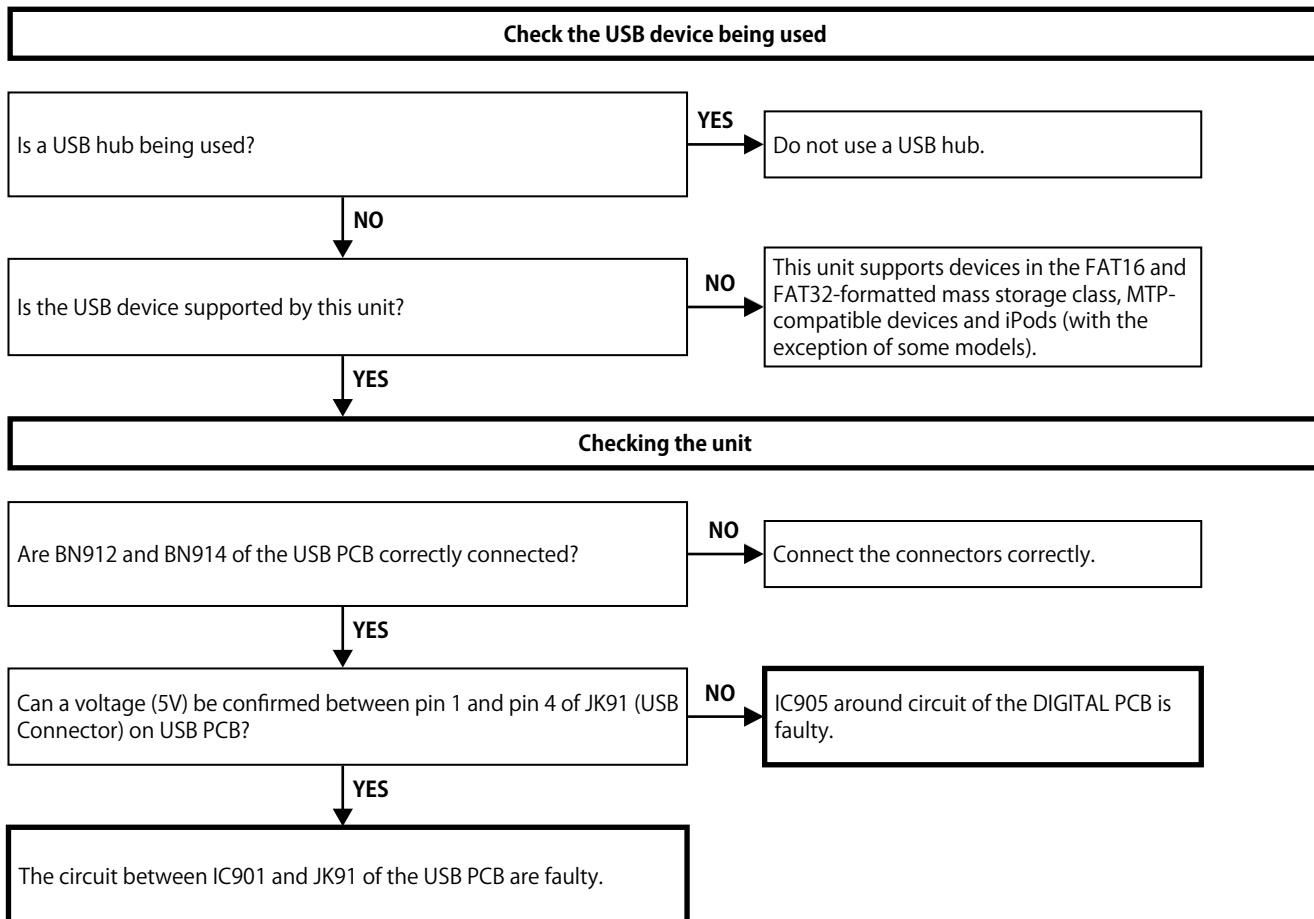 Check the USB device being used
Is a USB hub being used?
YES
Do not use a USB hub.
NO
Is the USB device supported by this unit?
NO
This unit supports devices in the FAT16 and
FAT32-formatted mass storage class, MTP-
compatible devices and iPods (with the
exception of some models).
YES
Checking the unit
Are BN912 and BN914 of the USB PCB correctly connected?
NO
Connect the connectors correctly.
YES
Can a voltage (5V) be confirmed between pin 1 and pin 4 of JK91 (USB
Connector) on USB PCB?
NO
IC905 around circuit of the DIGITAL PCB is
faulty.
YES
The circuit between IC901 and JK91 of the USB PCB are faulty.